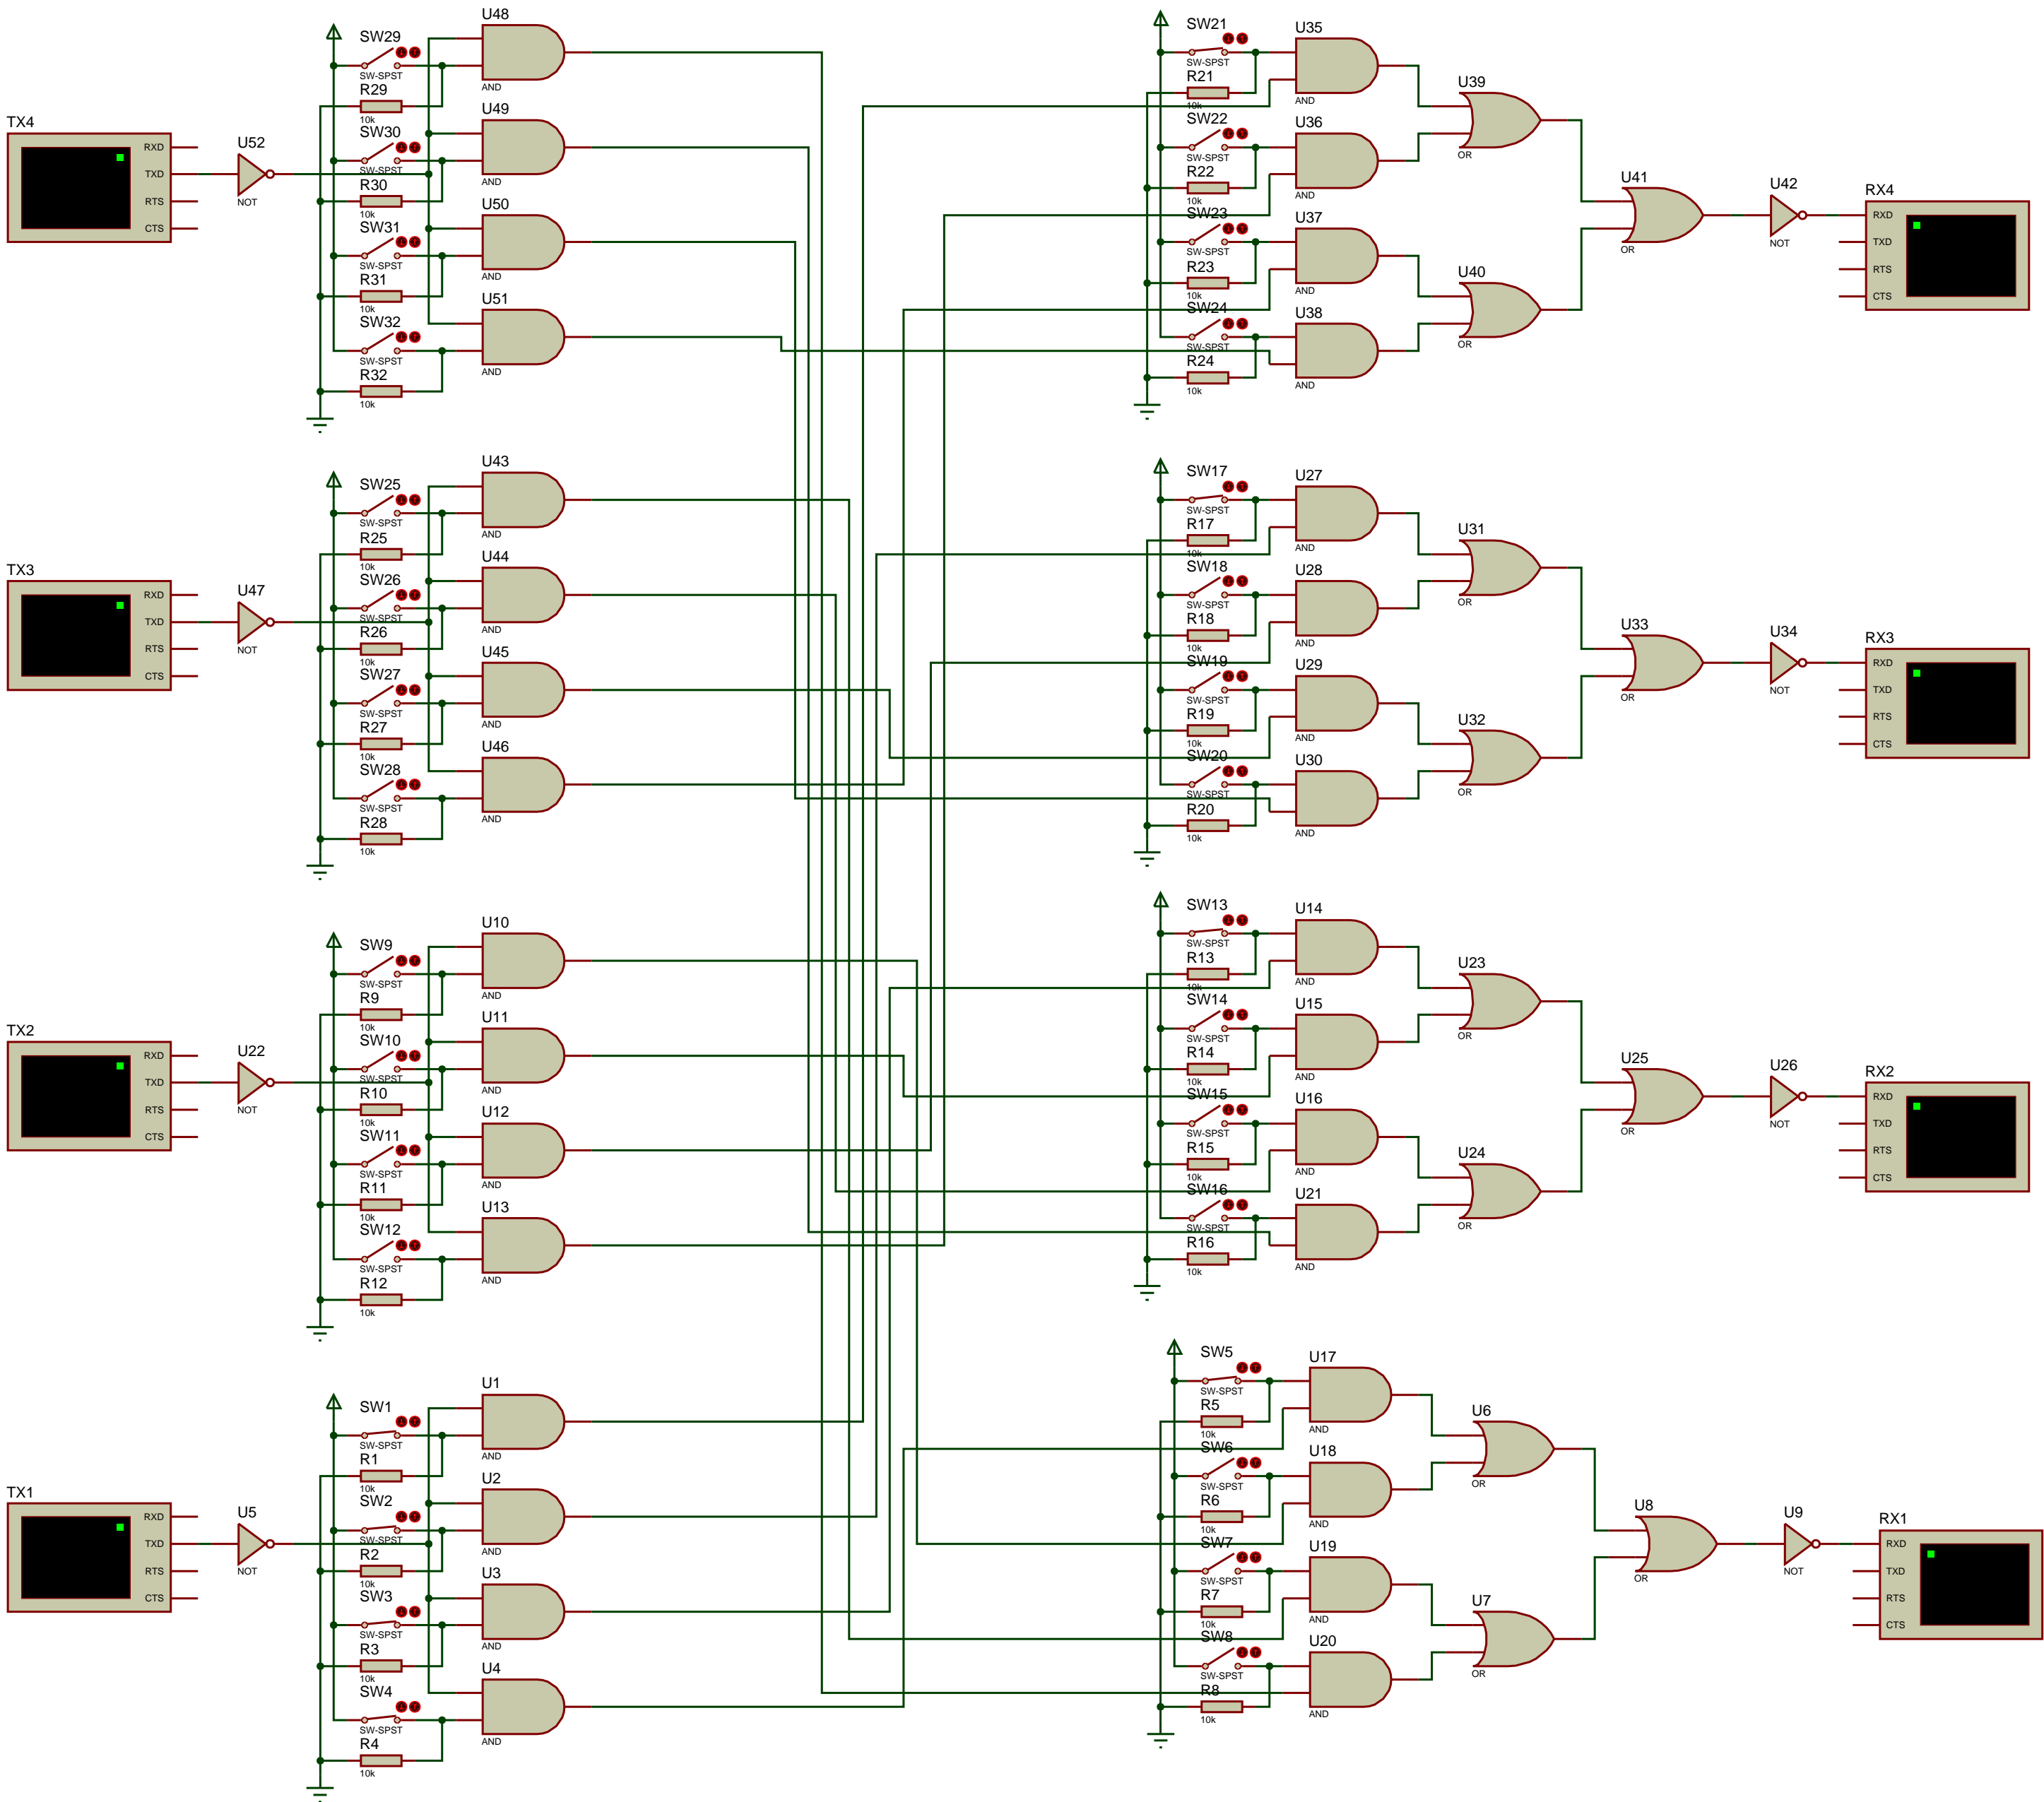 TX4
RXD
TXD
RTS
CTS
U52
NOT
SW29
SW-SPST
R29
10k
SW30
SW-SPST
R30
10k
SW31
SW-SPST
R31
10k
SW32
SW-SPST
R32
10k
U48
AND
U49
AND
U50
AND
U51
AND
SW21
SW-SPST
R21
10k
SW22
SW-SPST
R22
10k
SW23
SW-SPST
R23
10k
SW24
SW-SPST
R24
10k
U35
AND
U36
AND
U37
AND
U38
AND
U39
OR
U40
OR
U41
OR
U42
NOT
RX4
RXD
TXD
RTS
CTS
TX3
RXD
TXD
RTS
CTS
U47
NOT
SW25
SW-SPST
R25
10k
SW26
SW-SPST
R26
10k
SW27
SW-SPST
R27
10k
SW28
SW-SPST
R28
10k
U43
AND
U44
AND
U45
AND
U46
AND
SW17
SW-SPST
R17
10k
SW18
SW-SPST
R18
10k
SW19
SW-SPST
R19
10k
SW20
SW-SPST
R20
10k
U27
AND
U28
AND
U29
AND
U30
AND
U31
OR
U32
OR
U33
OR
U34
NOT
RX3
RXD
TXD
RTS
CTS
TX2
RXD
TXD
RTS
CTS
U22
NOT
SW9
SW-SPST
R9
10k
SW10
SW-SPST
R10
10k
SW11
SW-SPST
R11
10k
SW12
SW-SPST
R12
10k
U10
AND
U11
AND
U12
AND
U13
AND
SW13
SW-SPST
R13
10k
SW14
SW-SPST
R14
10k
SW15
SW-SPST
R15
10k
SW16
SW-SPST
R16
10k
U14
AND
U15
AND
U16
AND
U21
AND
U23
OR
U24
OR
U25
OR
U26
NOT
RX2
RXD
TXD
RTS
CTS
TX1
RXD
TXD
RTS
CTS
U5
NOT
SW1
SW-SPST
R1
10k
SW2
SW-SPST
R2
10k
SW3
SW-SPST
R3
10k
SW4
SW-SPST
R4
10k
U1
AND
U2
AND
U3
AND
U4
AND
SW5
SW-SPST
R5
10k
SW6
SW-SPST
R6
10k
SW7
SW-SPST
R7
10k
SW8
SW-SPST
R8
10k
U17
AND
U18
AND
U19
AND
U20
AND
U6
OR
U7
OR
U8
OR
U9
NOT
RX1
RXD
TXD
RTS
CTS